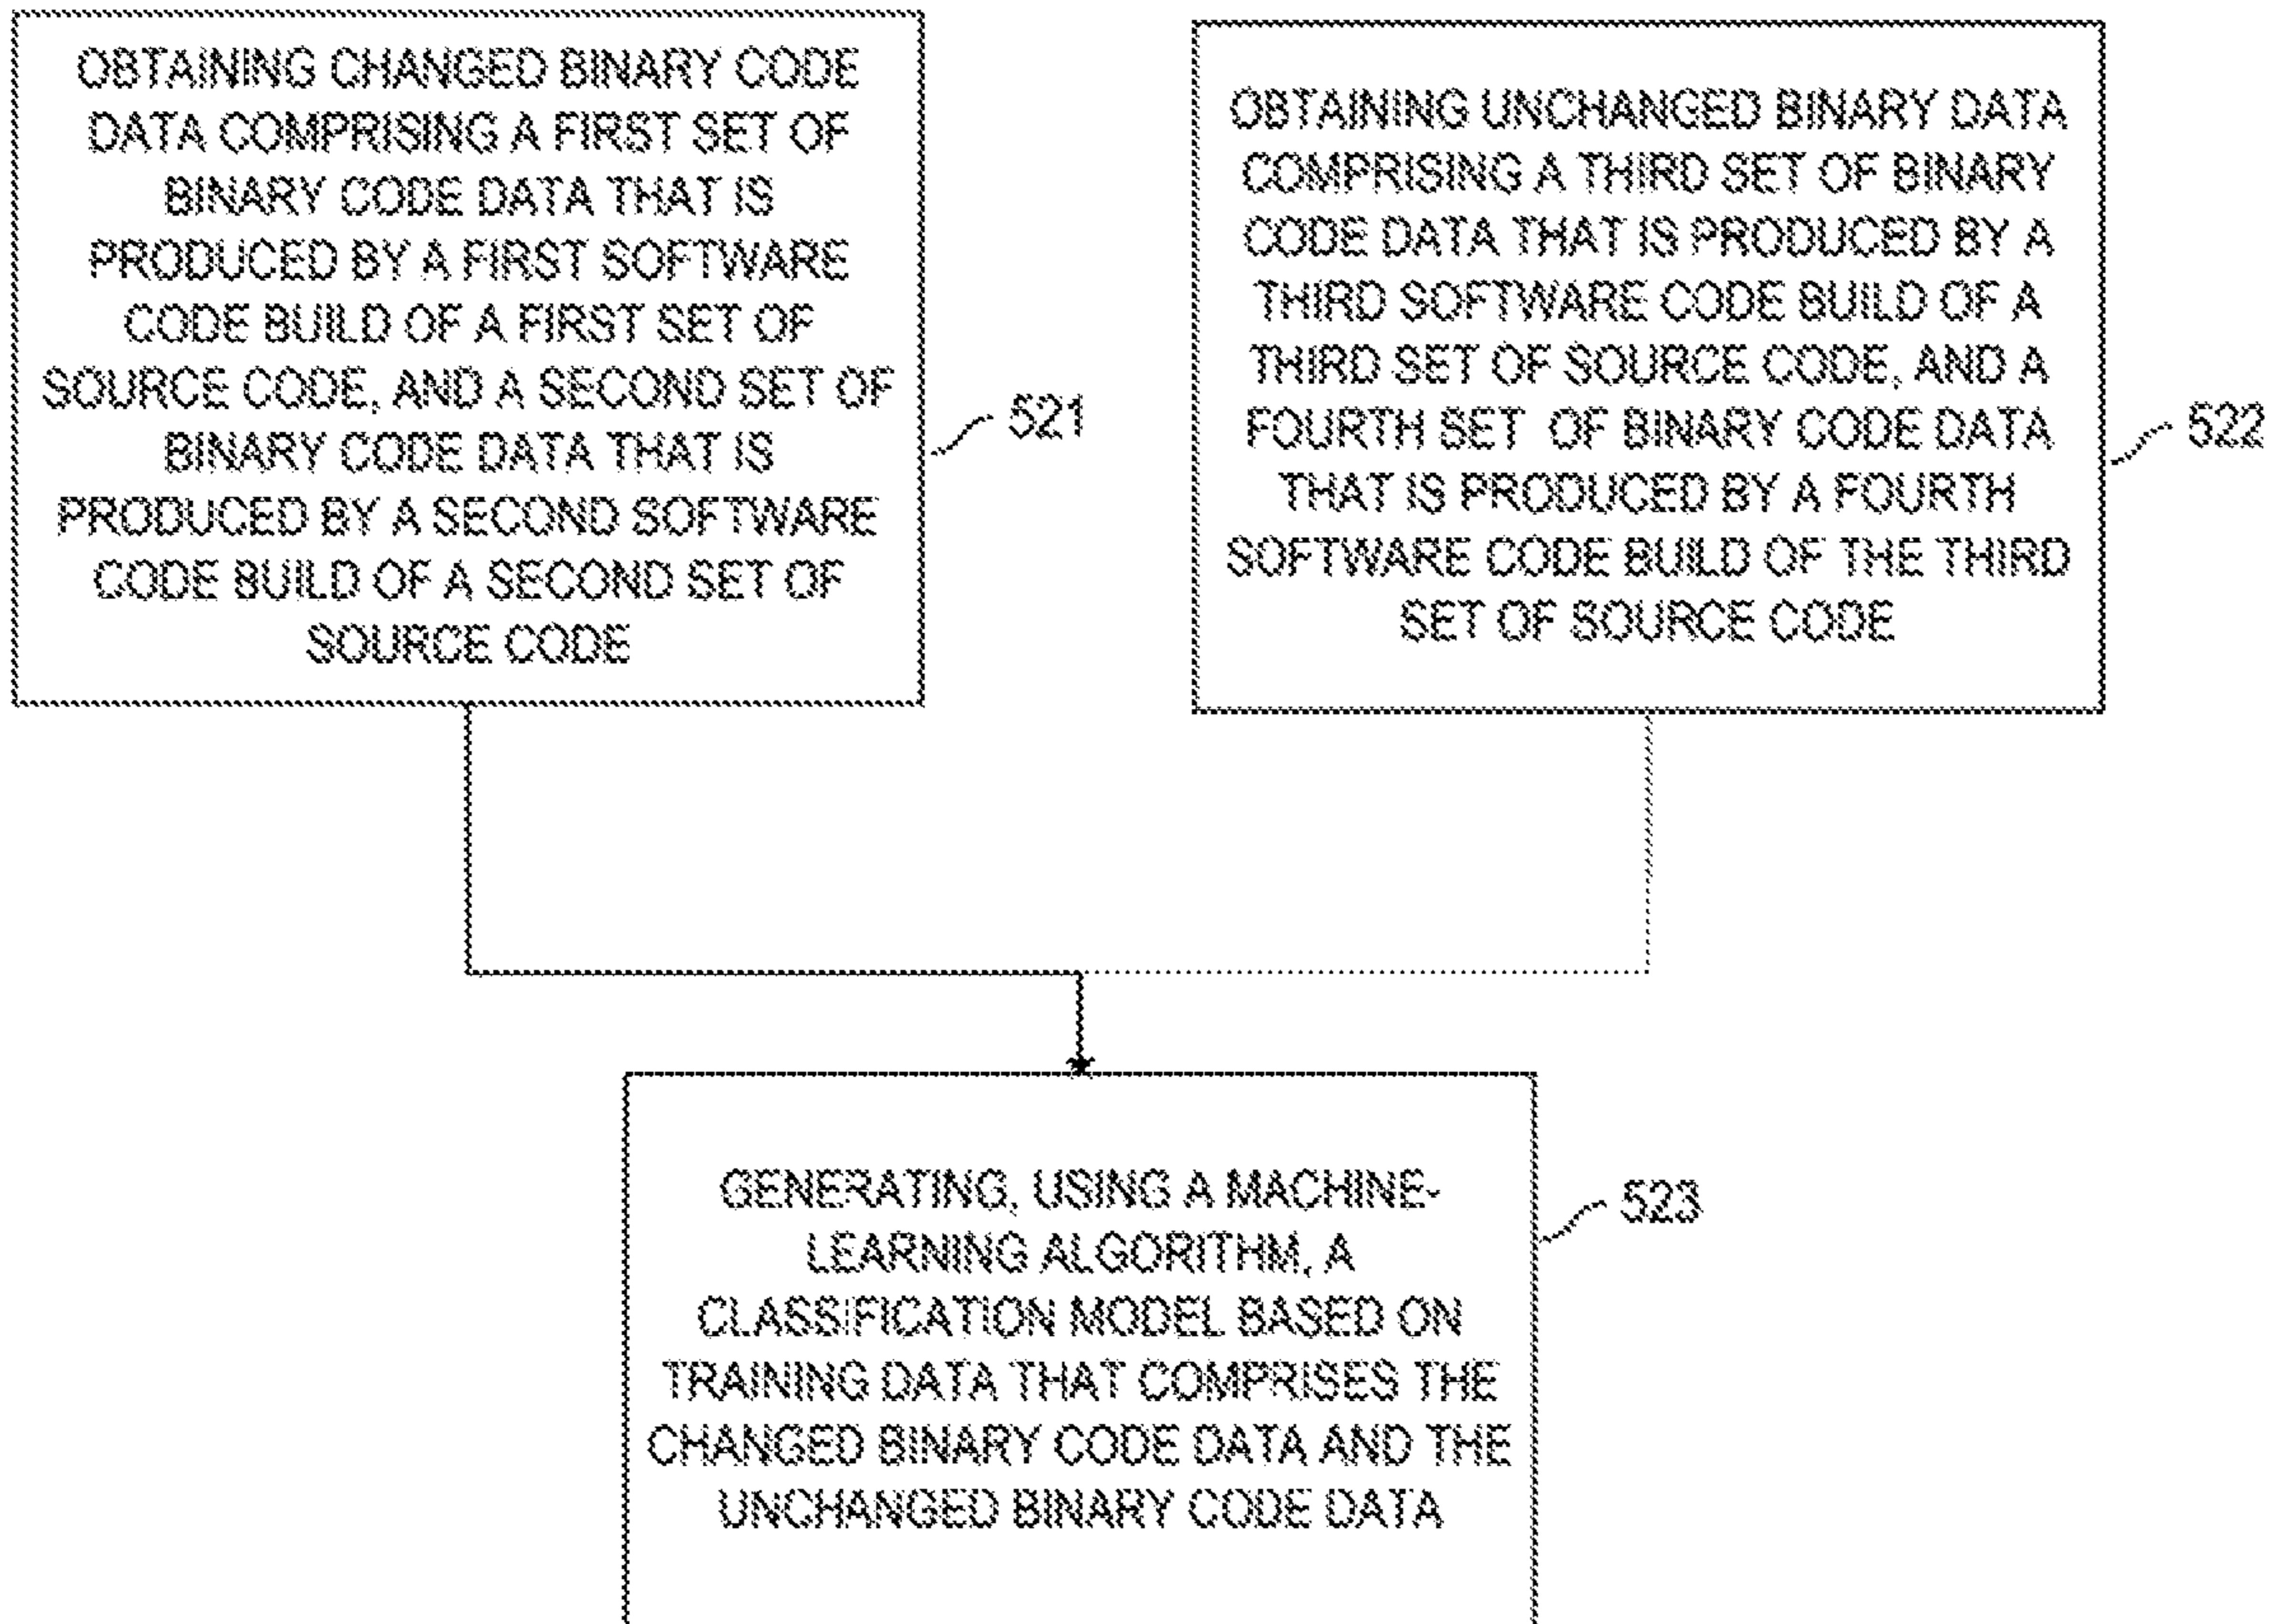 OBTAINING CHANGED BINARY CODE
DATA COMPRISING A FIRST SET OF
BINARY CODE DATA THAT IS
PRODUCED BY A FIRST SOFTWARE
CODE BUILD OF A FIRST SET OF
SOURCE CODE, AND A SECOND SET OF
BINARY CODE DATA THAT IS
PRODUCED BY A SECOND SOFTWARE
CODE BUILD OF A SECOND SET OF
SOURCE CODE
521
OBTAINING UNCHANGED BINARY DATA
COMPRISING A THIRD SET OF BINARY
CODE DATA THAT IS PRODUCED BY A
THIRD SOFTWARE CODE BUILD OF A
THIRD SET OF SOURCE CODE, AND A
FOURTH SET OF BINARY CODE DATA
THAT IS PRODUCED BY A FOURTH
SOFTWARE CODE BUILD OF THE THIRD
SET OF SOURCE CODE
522
GENERATING, USING A MACHINE-
LEARNING ALGORITHM, A
CLASSIFICATION MODEL BASED ON
TRAINING DATA THAT COMPRISES THE
CHANGED BINARY CODE DATA AND THE
UNCHANGED BINARY CODE DATA
523